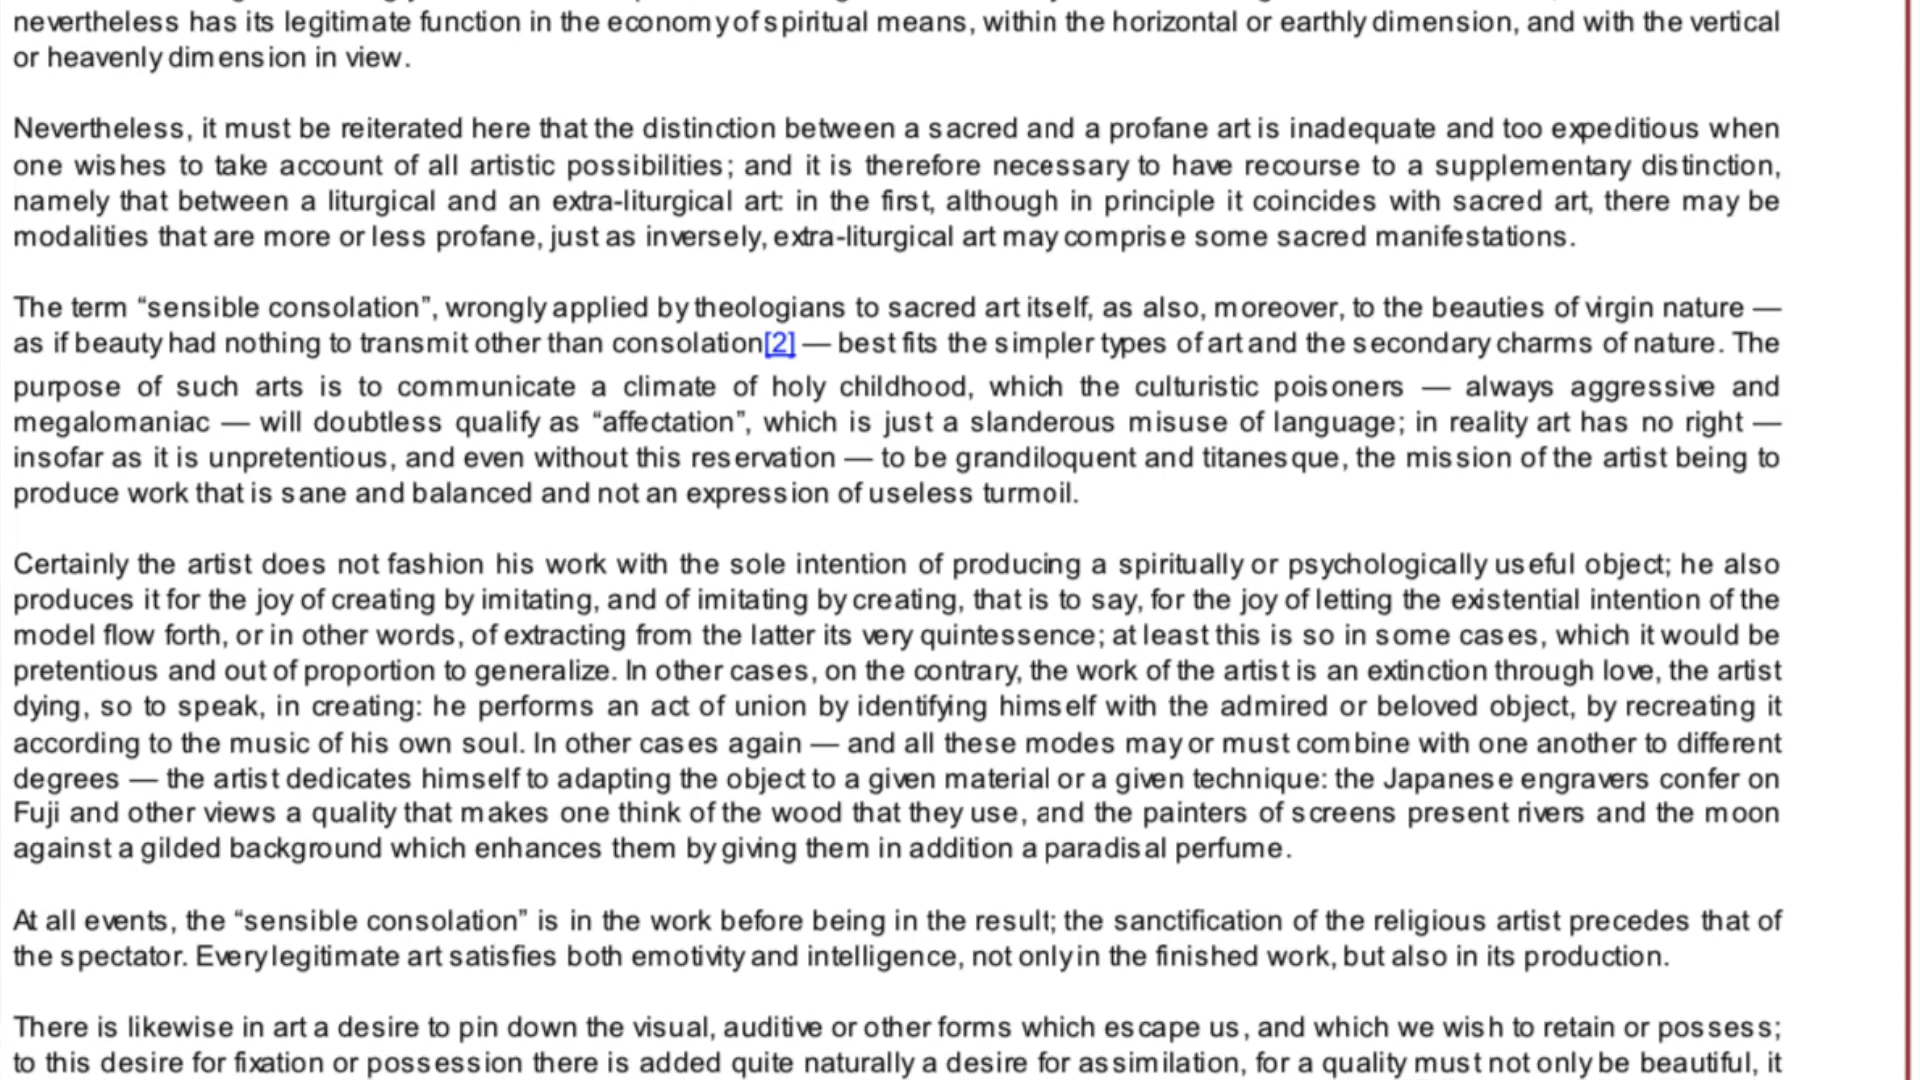 nevertheless has its legitimate function in the economy of spiritual means, within the horizontal or earthly dimension, and with the vertical
or heavenly dimension in view.
Nevertheless, it must be reiterated here that the distinction between a sacred and a profane art is inadequate and too expeditious when
one wishes to take account of all artistic possibilities; and it is therefore necessary to have recourse to a supplementary distinction,
namely that between a liturgical and an extra-liturgical art: in the first, although in principle it coincides with sacred art, there may be
modalities that are more or less profane, just as inversely, extra-liturgical art may comprise some sacred manifestations.
The term “sensible consolation”, wrongly applied by theologians to sacred art itself, as also, moreover, to the beauties of virgin nature —
as if beauty had nothing to transmit other than consolation[2] — best fits the simpler types of art and the secondary charms of nature. The
purpose of such arts is to communicate a climate of holy childhood, which the culturistic poisoners — always aggressive and
megalomaniac — will doubtless qualify as “affectation”, which is just a slanderous misuse of language; in reality art has no right —
insofar as it is unpretentious, and even without this reservation — to be grandiloquent and titanesque, the mission of the artist being to
produce work that is sane and balanced and not an expression of useless turmoil.
Certainly the artist does not fashion his work with the sole intention of producing a spiritually or psychologically useful object; he also
produces it for the joy of creating by imitating, and of imitating by creating, that is to say, for the joy of letting the existential intention of the
model flow forth, or in other words, of extracting from the latter its very quintessence; at least this is so in some cases, which it would be
pretentious and out of proportion to generalize. In other cases, on the contrary, the work of the artist is an extinction through love, the artist
dying, so to speak, in creating: he performs an act of union by identifying himself with the admired or beloved object, by recreating it
according to the music of his own soul. In other cases again — and all these modes may or must combine with one another to different
degrees — the artist dedicates himself to adapting the object to a given material or a given technique: the Japanese engravers confer on
Fuji and other views a quality that makes one think of the wood that they use, and the painters of screens present rivers and the moon
against a gilded background which enhances them by giving them in addition a paradisal perfume.
At all events, the “sensible consolation” is in the work before being in the result; the sanctification of the religious artist precedes that of
the spectator. Every legitimate art satisfies both emotivity and intelligence, not only in the finished work, but also in its production.
There is likewise in art a desire to pin down the visual, auditive or other forms which escape us, and which we wish to retain or possess;
to this desire for fixation or possession there is added quite naturally a desire for assimilation, for a quality must not only be beautiful, it